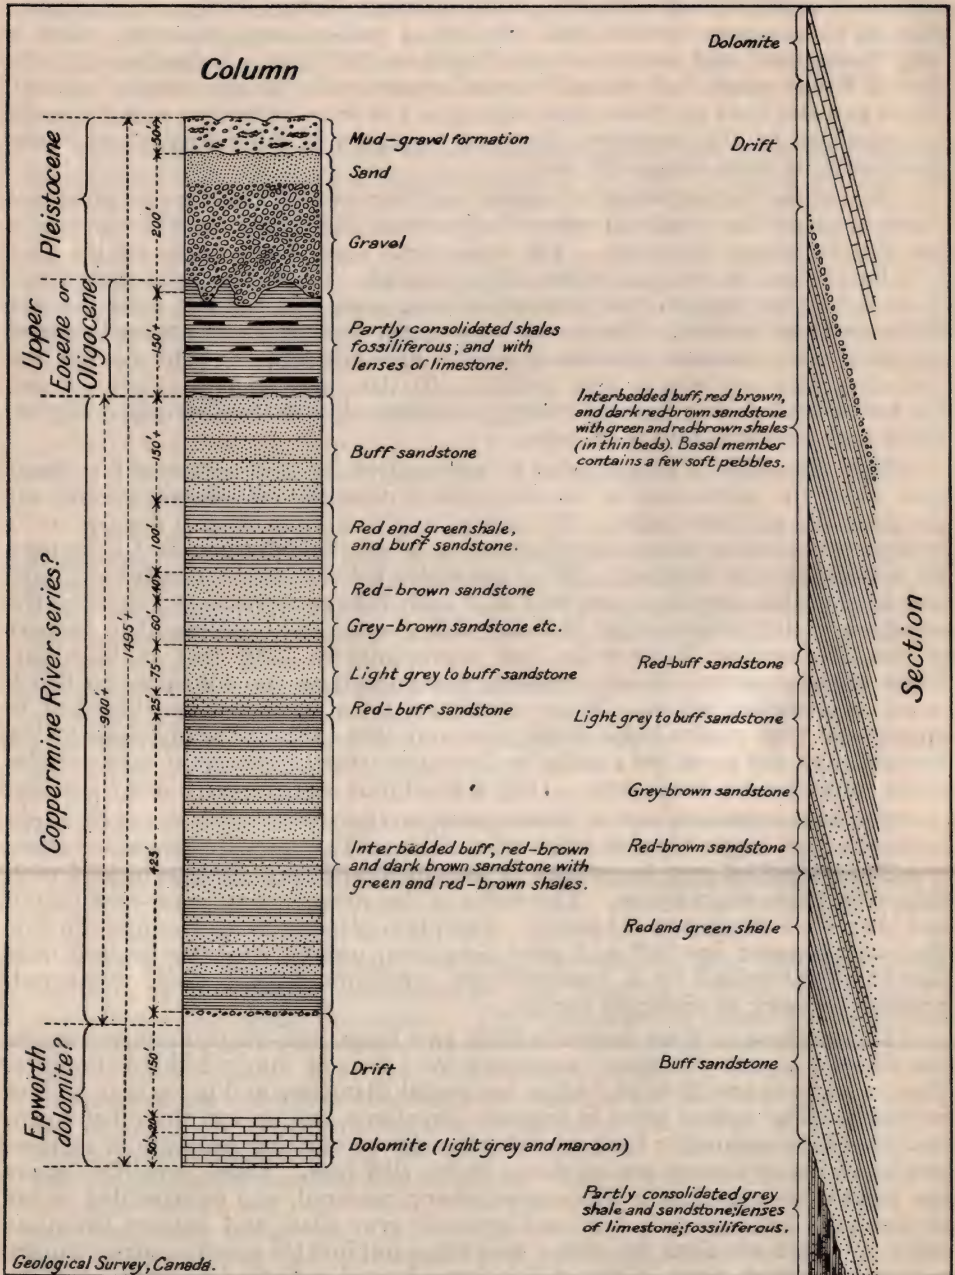 Column
Pleistocene
Upper
Eocene or
Oligocene
Coppermine River series?
Epworth
dolomite?
900'+
1495'+
50'+
200'
150'+
150'+
100'
40'
60'
75'
25'
425'
150'
20'
50'
Mud-gravel formation
Sand
Gravel
Partly consolidated shales
fossiliferous; and with
lenses of limestone.
Buff sandstone
Red and green shale,
and buff sandstone.
Red-brown sandstone
Grey-brown sandstone etc.
Light grey to buff sandstone
Red-buff sandstone
Interbedded buff, red-brown
and dark brown sandstone with
green and red-brown shales.
Drift
Dolomite (light grey and maroon)
Dolomite
Drift
Interbedded buff, red brown,
and dark red-brown sandstone
with green and red-brown shales
(in thin beds). Basal member
contains a few soft pebbles.
Red-buff sandstone
Light grey to buff sandstone
Grey-brown sandstone
Red-brown sandstone
Red and green shale
Buff sandstone
Partly consolidated grey
shale and sandstone; lenses
of limestone; fossiliferous.
Section
Geological Survey, Canada.